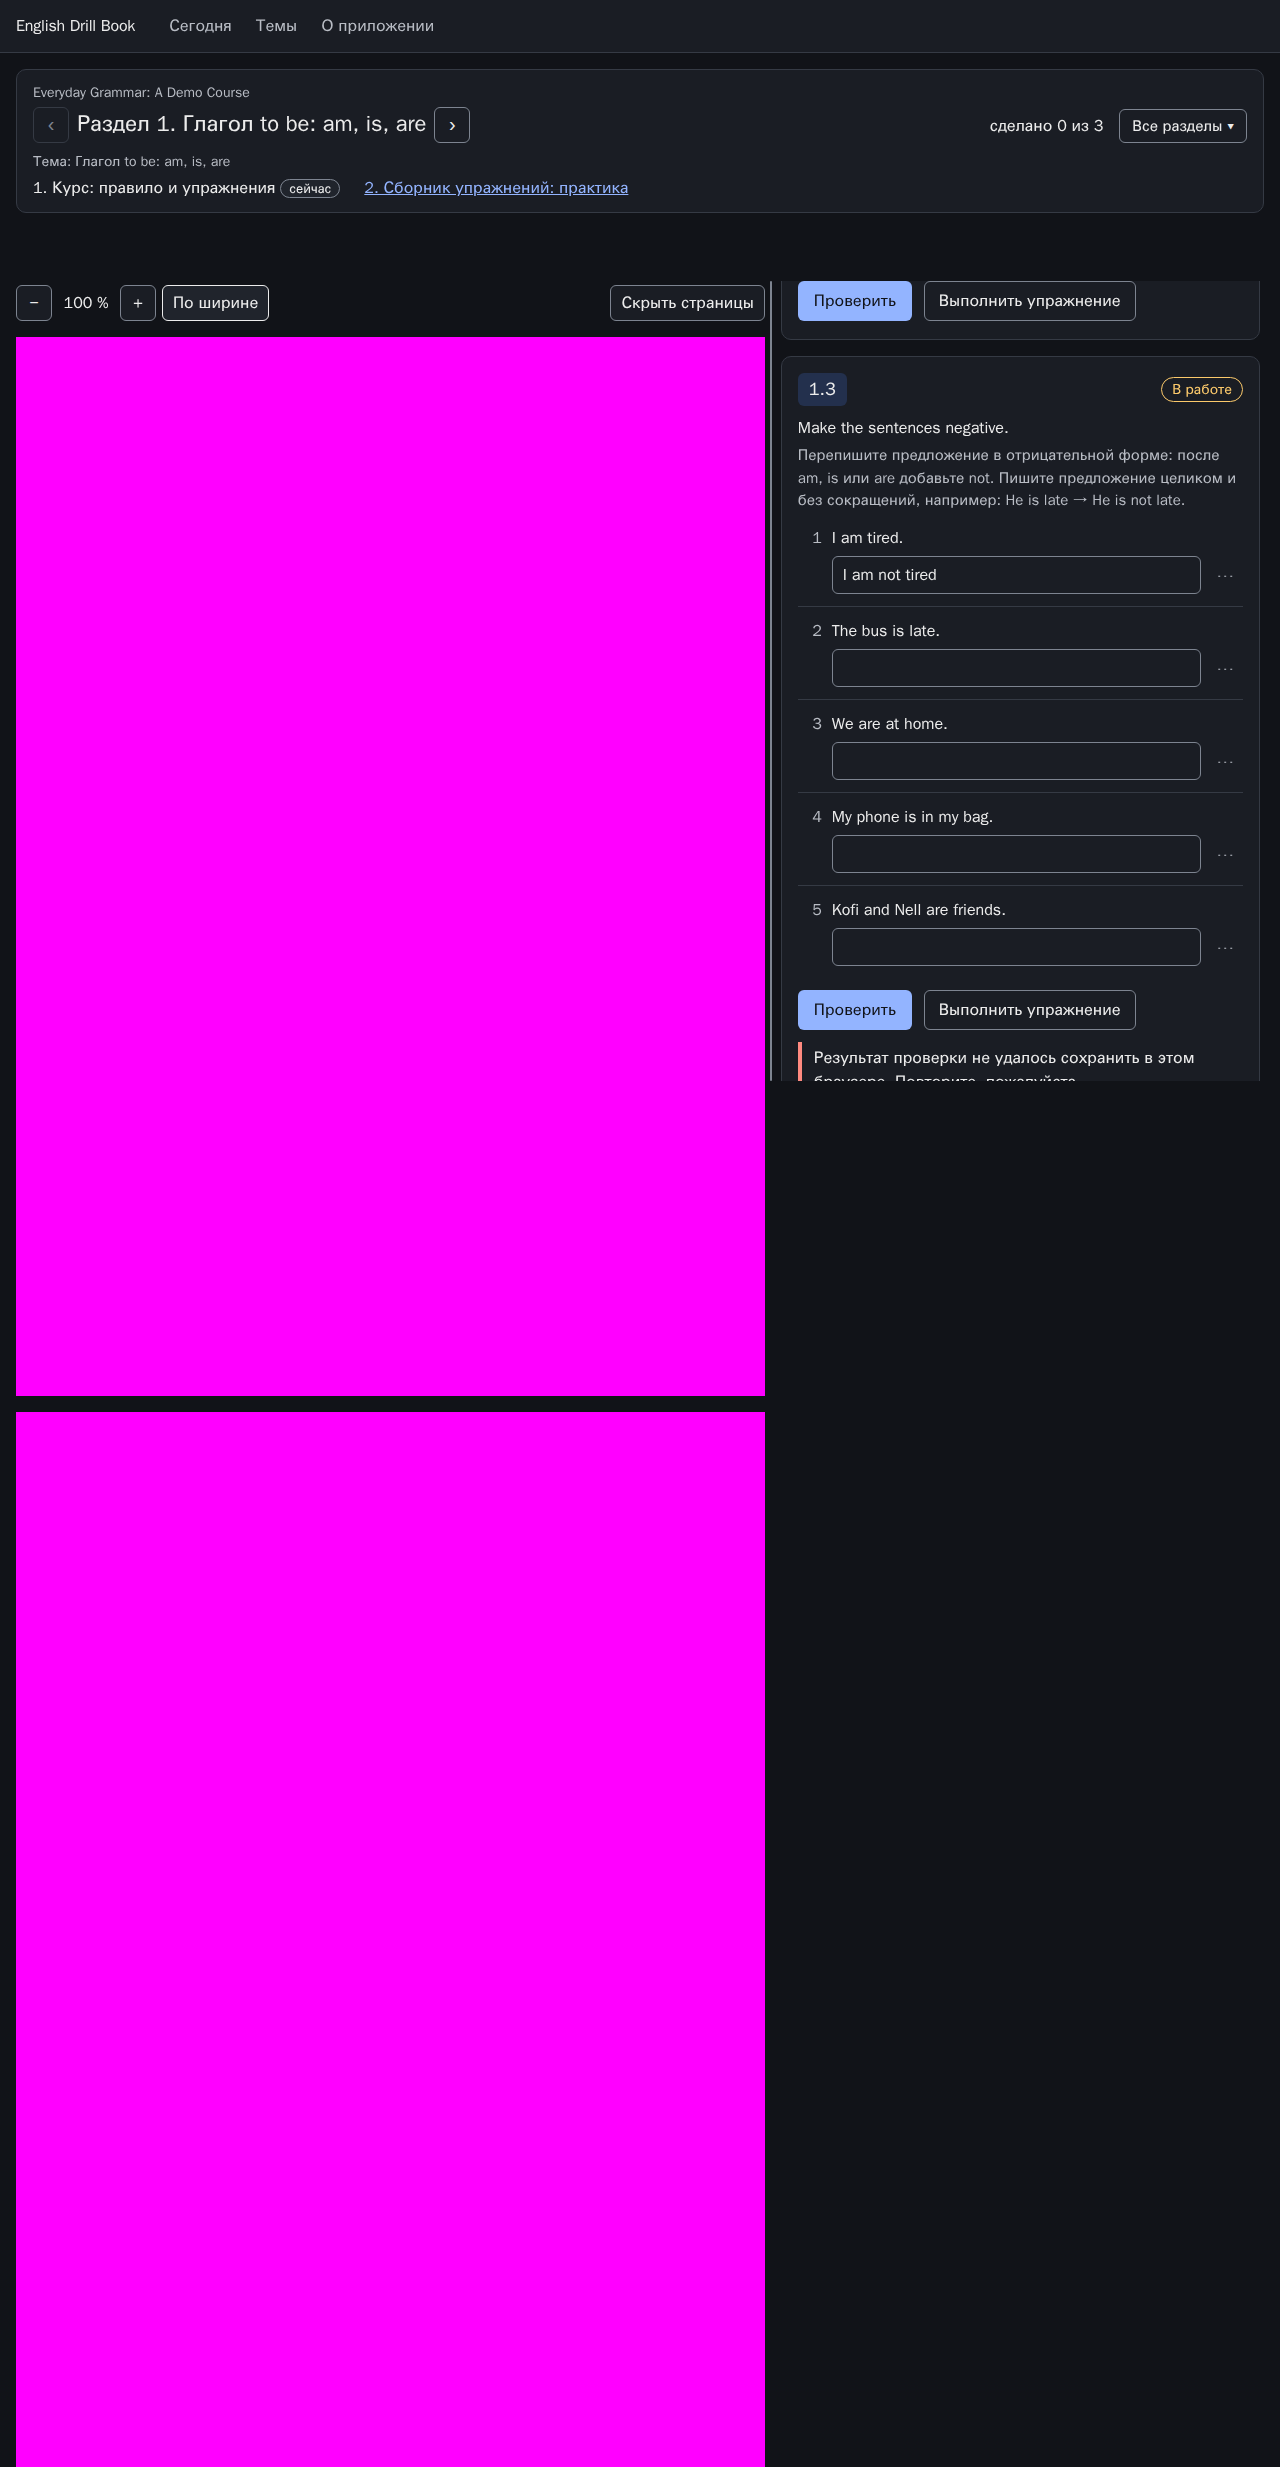 English Drill Book Сегодня Темы О приложении
Everyday Grammar: A Demo Course
‹ Раздел 1. Глагол to be: am, is, are ›
сделано 0 из 3 Все разделы ▾
Тема: Глагол to be: am, is, are
1. Курс: правило и упражнения сейчас 2. Сборник упражнений: практика
− 100 % + По ширине Скрыть страницы
Проверить Выполнить упражнение
1.3 В работе
Make the sentences negative.
Перепишите предложение в отрицательной форме: после
am, is или are добавьте not. Пишите предложение целиком и
без сокращений, например: He is late → He is not late.
1 I am tired.
I am not tired ...
2 The bus is late.
...
3 We are at home.
...
4 My phone is in my bag.
...
5 Kofi and Nell are friends.
...
Проверить Выполнить упражнение
Результат проверки не удалось сохранить в этом
браузере. Повторите, пожалуйста